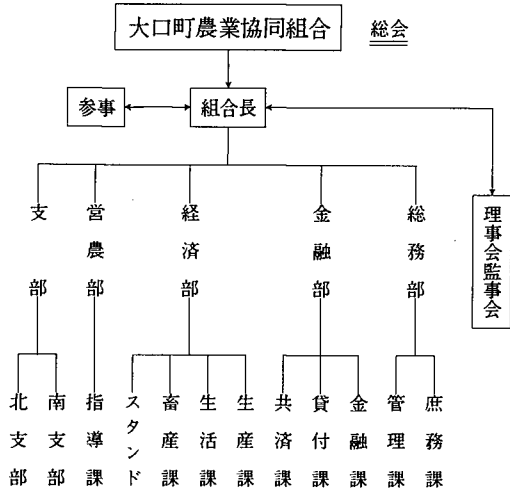 大口町農業協同組合
総会
参事
組合長
理事会監事会
総務部
金融部
経済部
営農部
支部
庶務課
管理課
金融課
貸付課
共済課
生産課
生活課
畜産課
スタンド
指導課
南支部
北支部